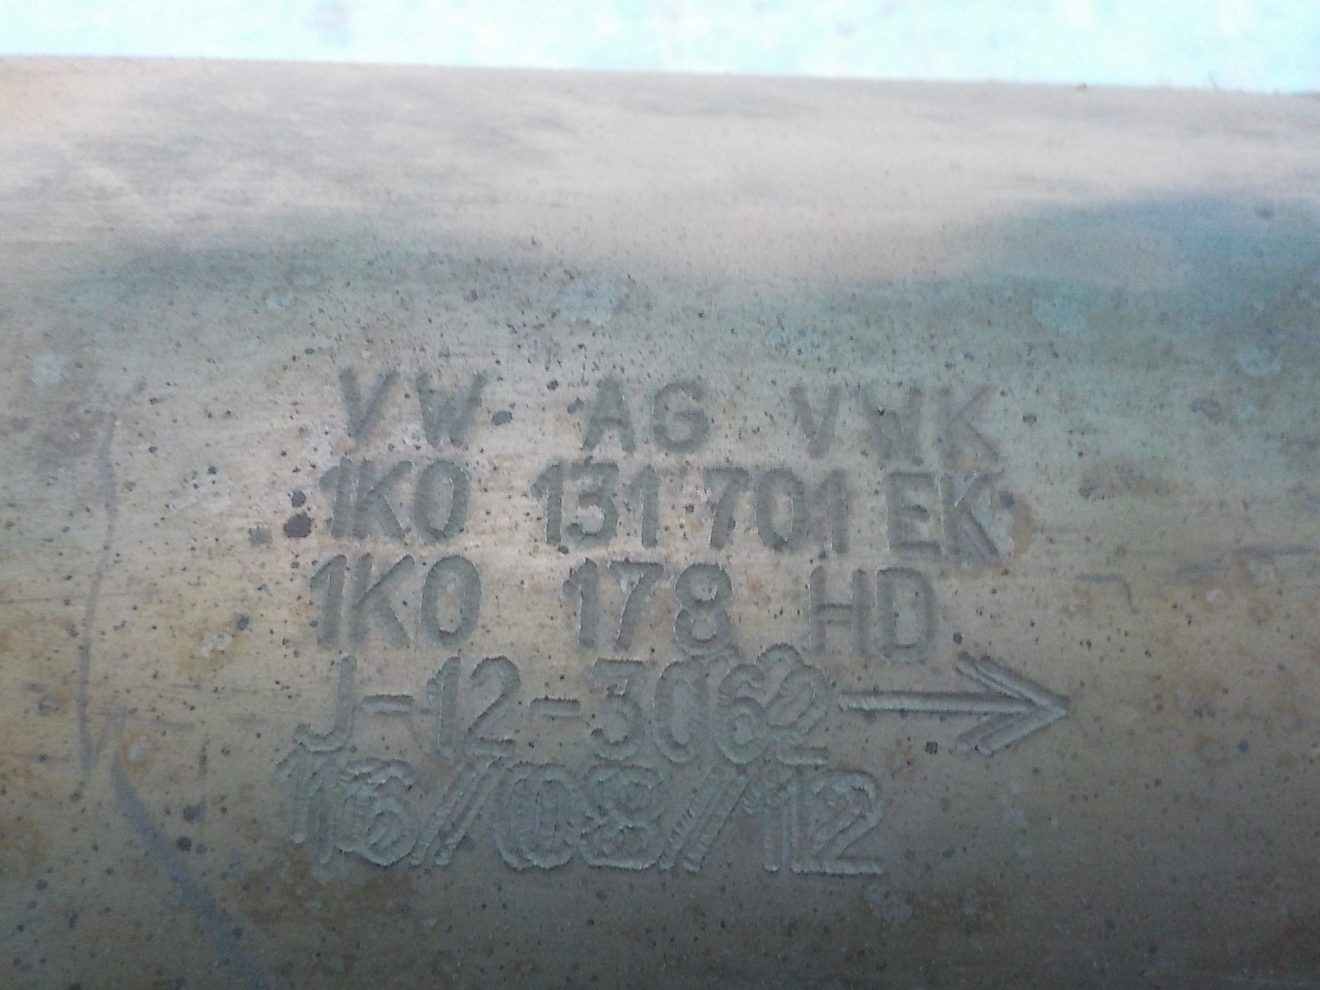 VW AG VWK
1K0 131 701 EK
1K0 178 HD
J-12-3062 →
16/08/12